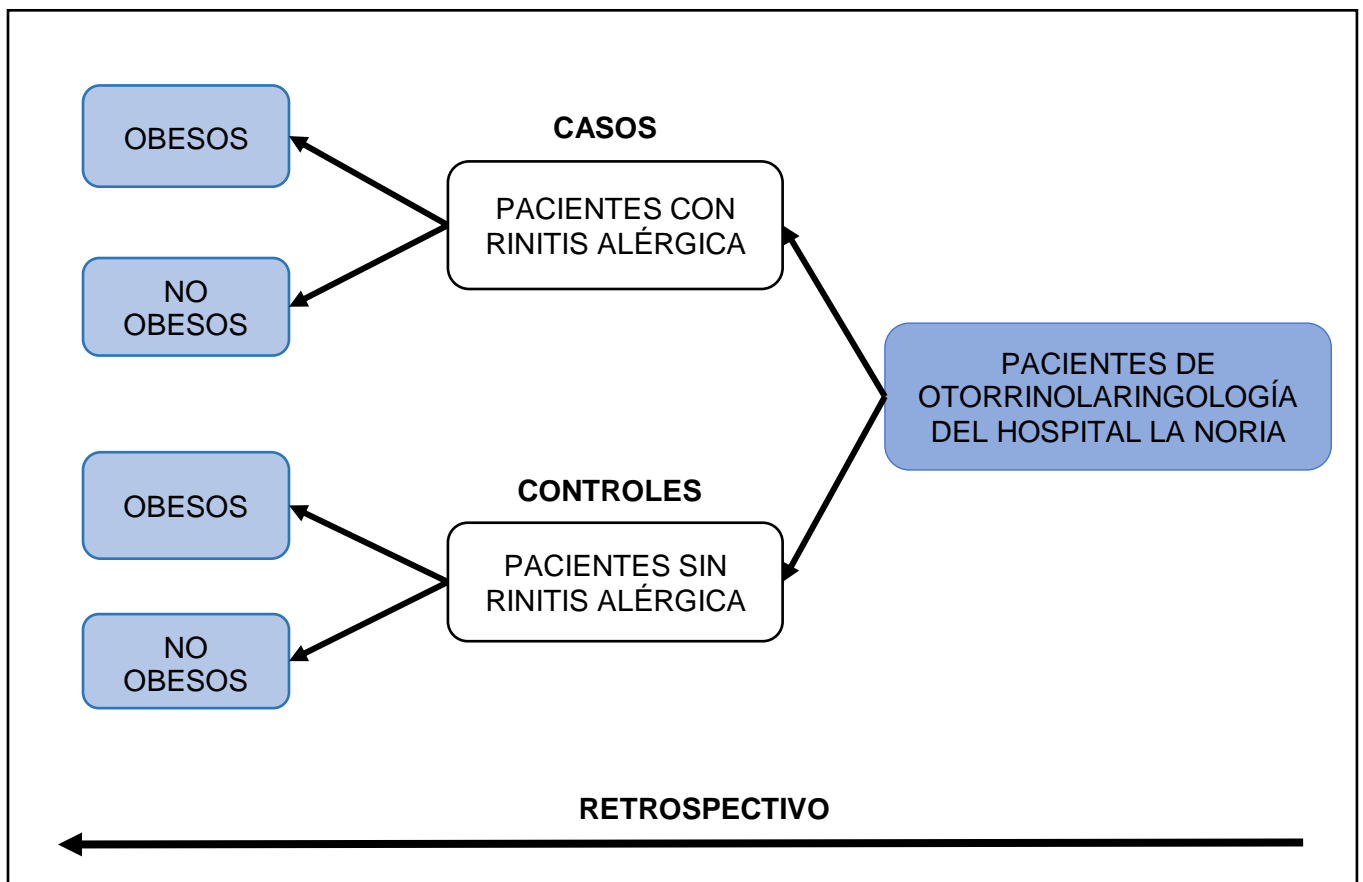 OBESOS
CASOS
PACIENTES CON
RINITIS ALÉRGICA
NO
OBESOS
PACIENTES DE
OTORRINOLARINGOLOGÍA
DEL HOSPITAL LA NORIA
OBESOS
CONTROLES
PACIENTES SIN
RINITIS ALÉRGICA
NO
OBESOS
RETROSPECTIVO